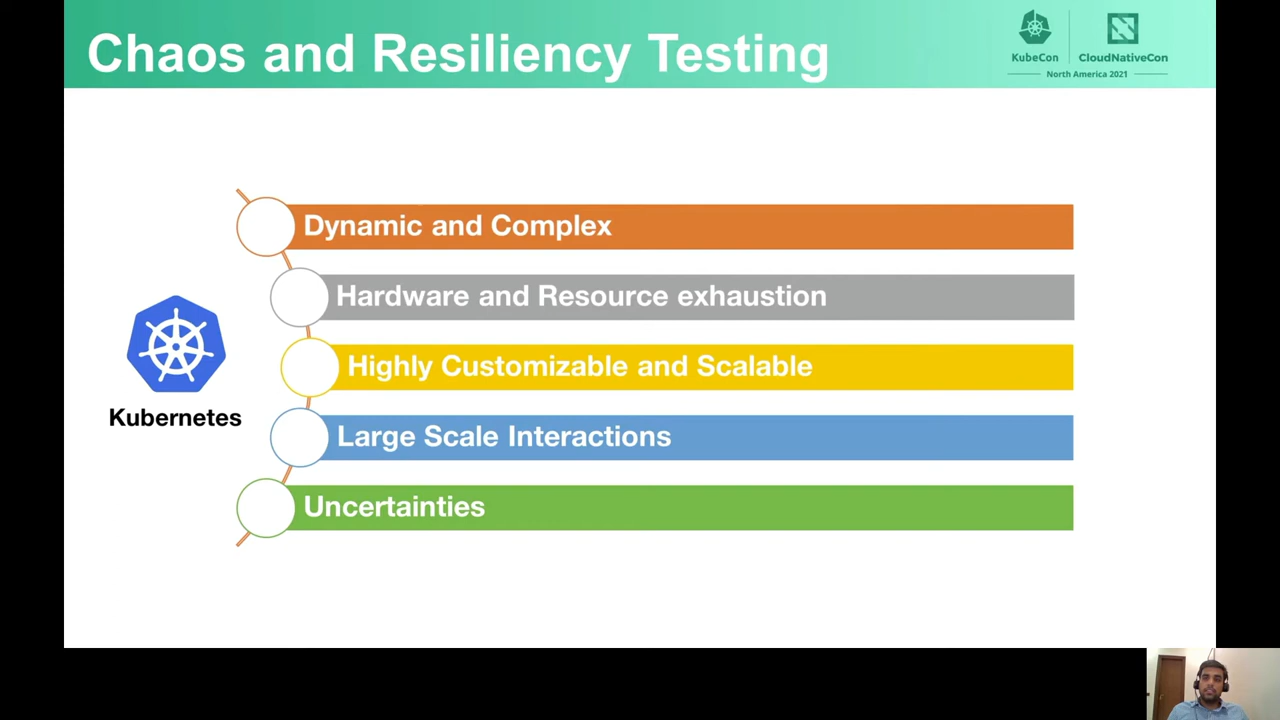 Chaos and Resiliency Testing
KubeCon
CloudNativeCon
North America 2021
Dynamic and Complex
Hardware and Resource exhaustion
Highly Customizable and Scalable
Large Scale Interactions
Uncertainties
Kubernetes